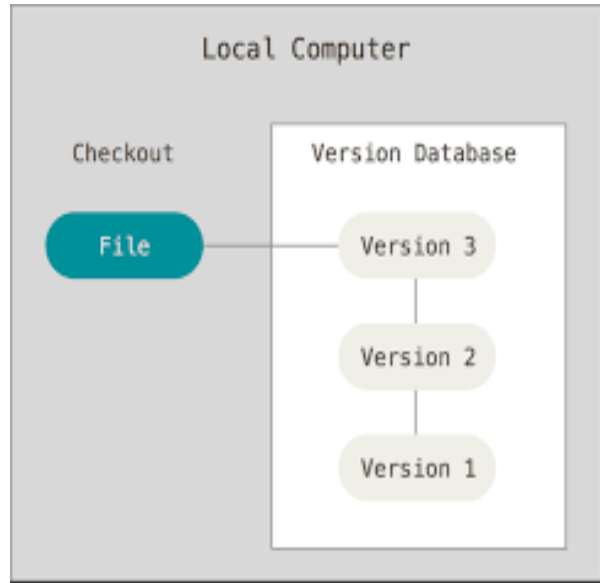 Local Computer
Checkout
Version Database
File
Version 3
Version 2
Version 1